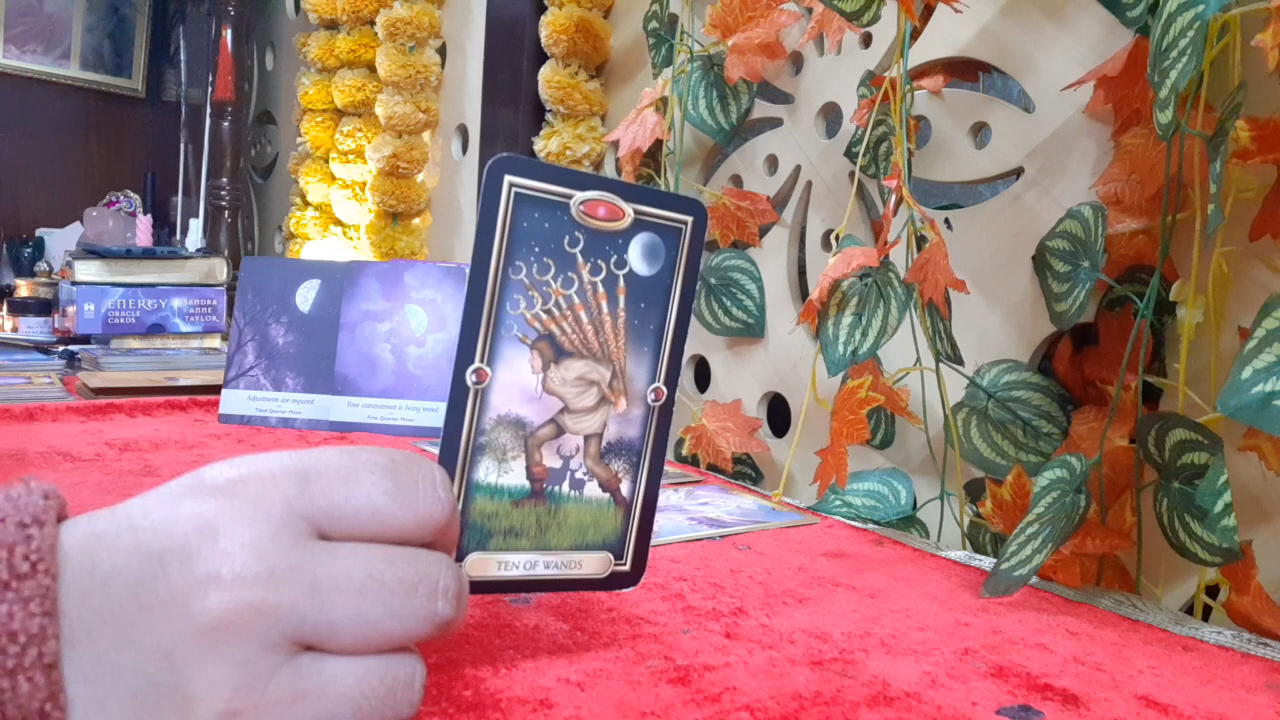 ENERGY
ORACLE
CARDS
SANDRA
ANNE
TAYLOR
Adjustments are required
Third Quarter Moon
Your commitment is being tested
First Quarter Moon
TEN OF WANDS